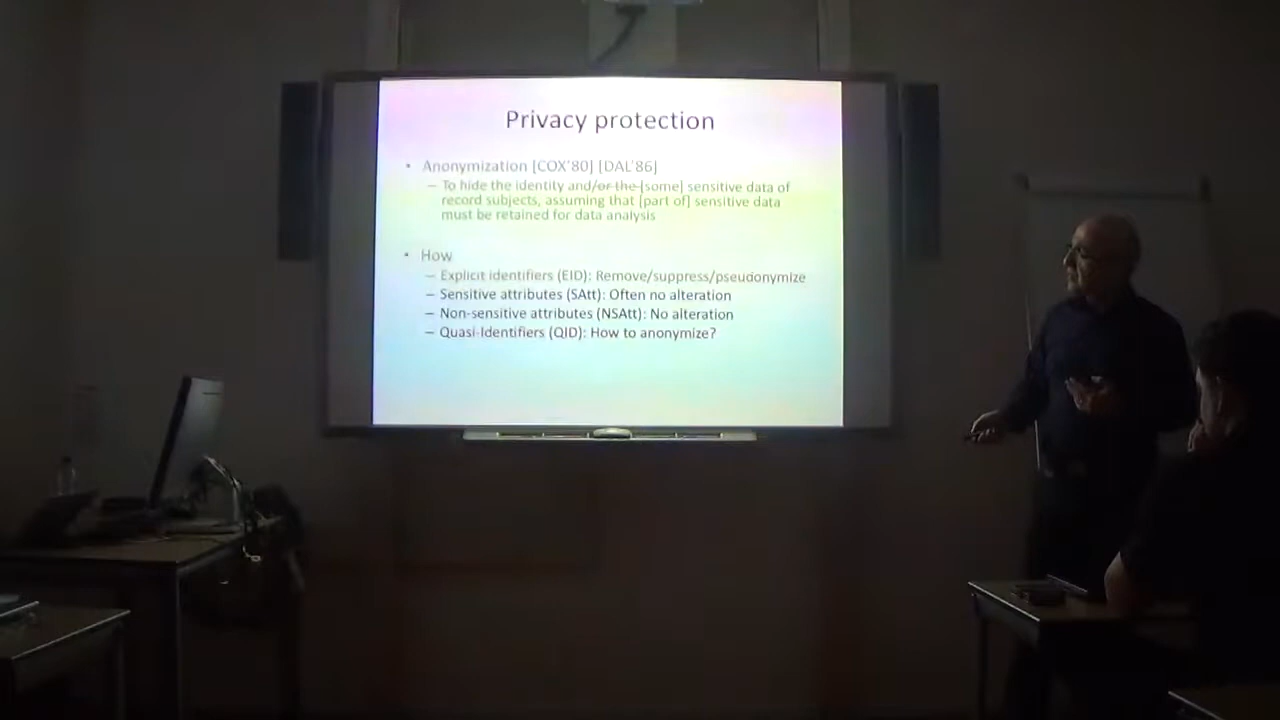 Privacy protection
• Anonymization [COX'80] [DAL'86]
– To hide the identity and/or the [some] sensitive data of
record subjects, assuming that [part of] sensitive data
must be retained for data analysis
• How
– Explicit identifiers (EID): Remove/suppress/pseudonymize
– Sensitive attributes (SAtt): Often no alteration
– Non-sensitive attributes (NSAtt): No alteration
– Quasi-Identifiers (QID): How to anonymize?